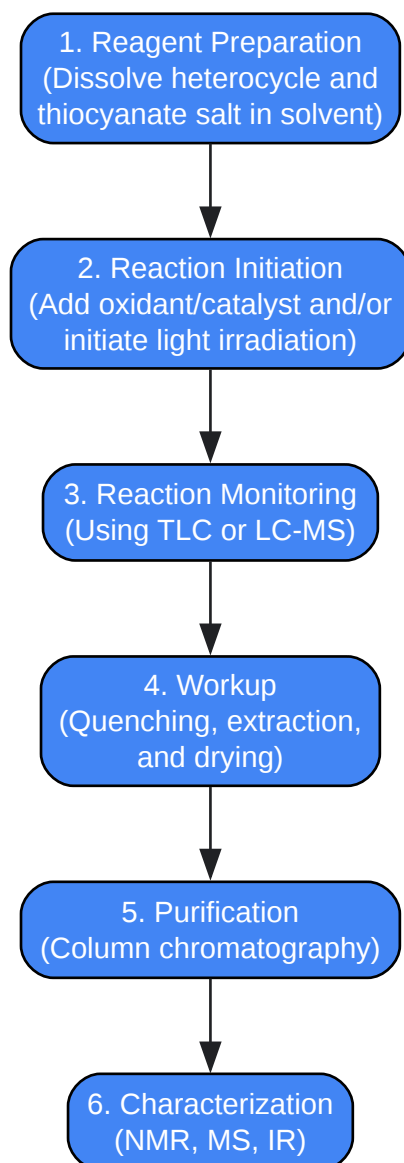 1. Reagent Preparation
(Dissolve heterocycle and
thiocyanate salt in solvent)
2. Reaction Initiation
(Add oxidant/catalyst and/or
initiate light irradiation)
3. Reaction Monitoring
(Using TLC or LC-MS)
4. Workup
(Quenching, extraction,
and drying)
5. Purification
(Column chromatography)
6. Characterization
(NMR, MS, IR)